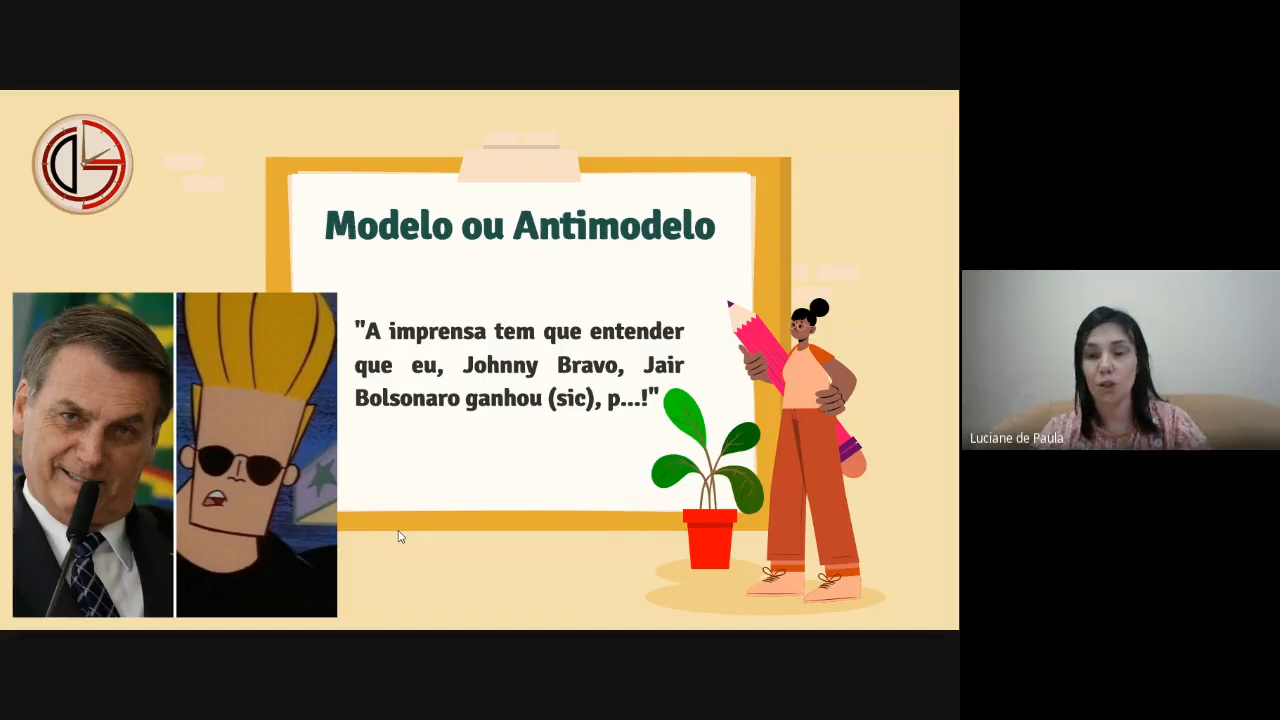 Modelo ou Antimodelo
"A imprensa tem que entender
que eu, Johnny Bravo, Jair
Bolsonaro ganhou (sic), p...!"
Luciane de Paula